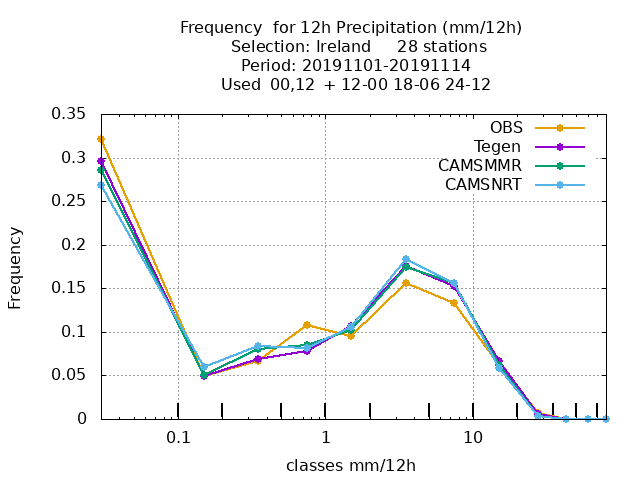 Frequency  for 12h Precipitation (mm/12h)
Selection: Ireland     28 stations
Period: 20191101-20191114
Used  00,12  + 12-00 18-06 24-12
OBS
Tegen
CAMSMMR
CAMSNRT
0.35
0.3
0.25
0.2
0.15
0.1
0.05
0
Frequency
0.1
1
10
classes mm/12h